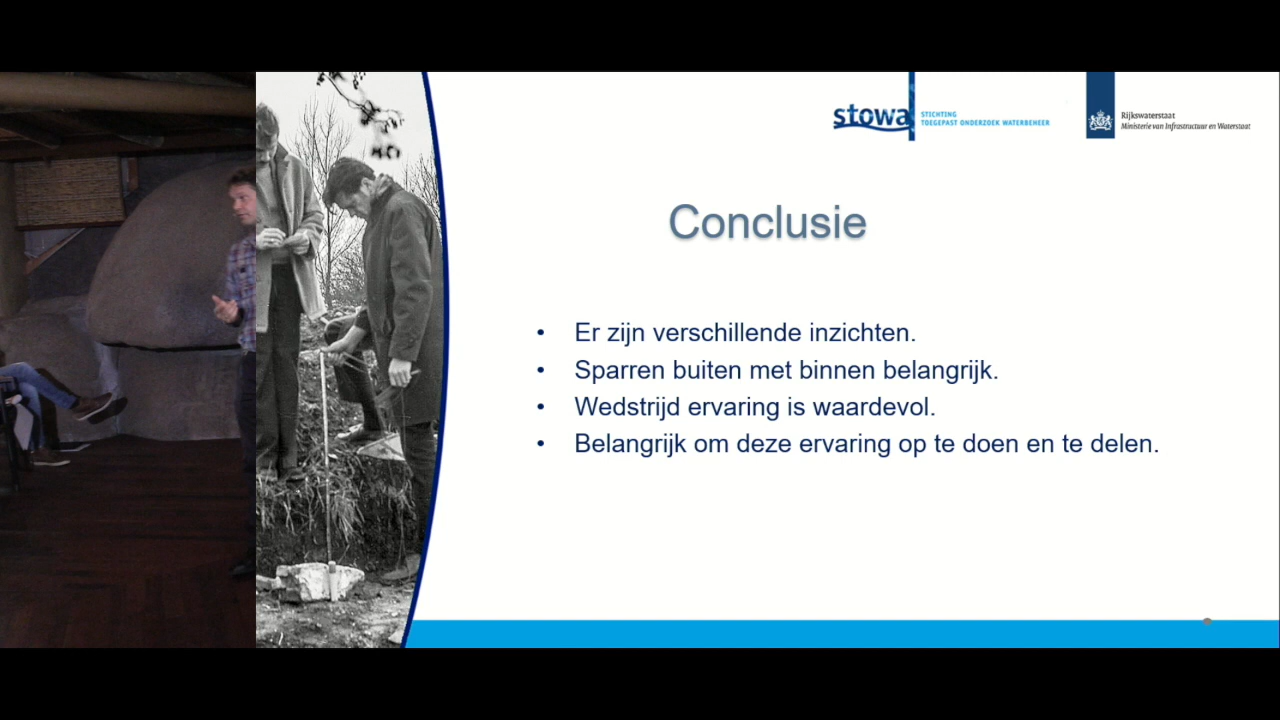 stowa
STICHTING
TOEGEPAST ONDERZOEK WATERBEHEER
Rijkswaterstaat
Ministerie van Infrastructuur en Waterstaat
Conclusie
• Er zijn verschillende inzichten.
• Sparren buiten met binnen belangrijk.
• Wedstrijd ervaring is waardevol.
• Belangrijk om deze ervaring op te doen en te delen.